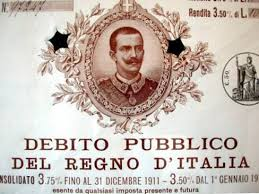 Rendita 3.50% di L.
DEBITO PUBBLICO
DEL REGNO D'ITALIA
CONSOLIDATO 3.75% FINO AL 31 DICEMBRE 1911 - 3.50% DAL 1° GENNAIO
esente da qualsiasi imposta presente e futura